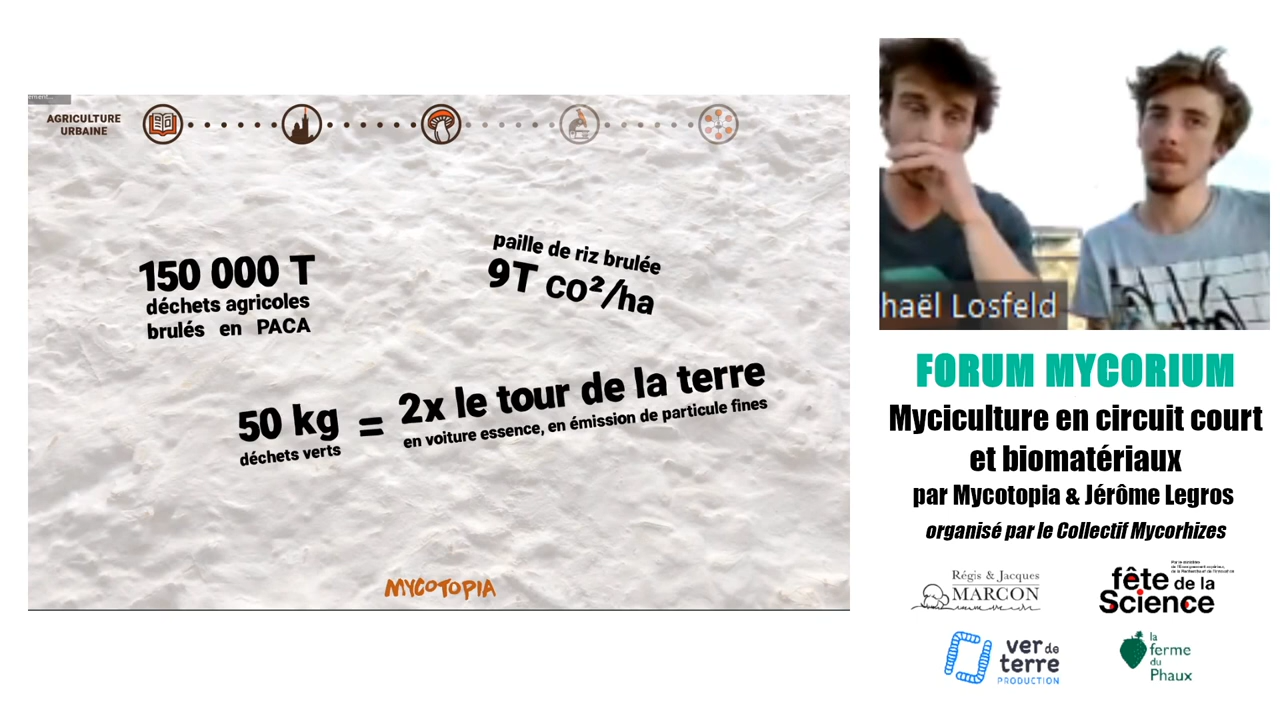 AGRICULTURE
URBAINE
150 000 T
déchets agricoles
brulés en PACA
paille de riz brulée
9T CO²/ha
50 kg
déchets verts
=
2x le tour de la terre
en voiture essence, en émission de particule fines
MYCOTOPIA
haël Losfeld
FORUM MYCORIUM
Myciculture en circuit court
et biomatériaux
par Mycotopia & Jérôme Legros
organisé par le Collectif Mycorhizes
Régis & Jacques
MARCON
fête de la
Science
ver de
terre
PRODUCTION
la
ferme
du
Phaux